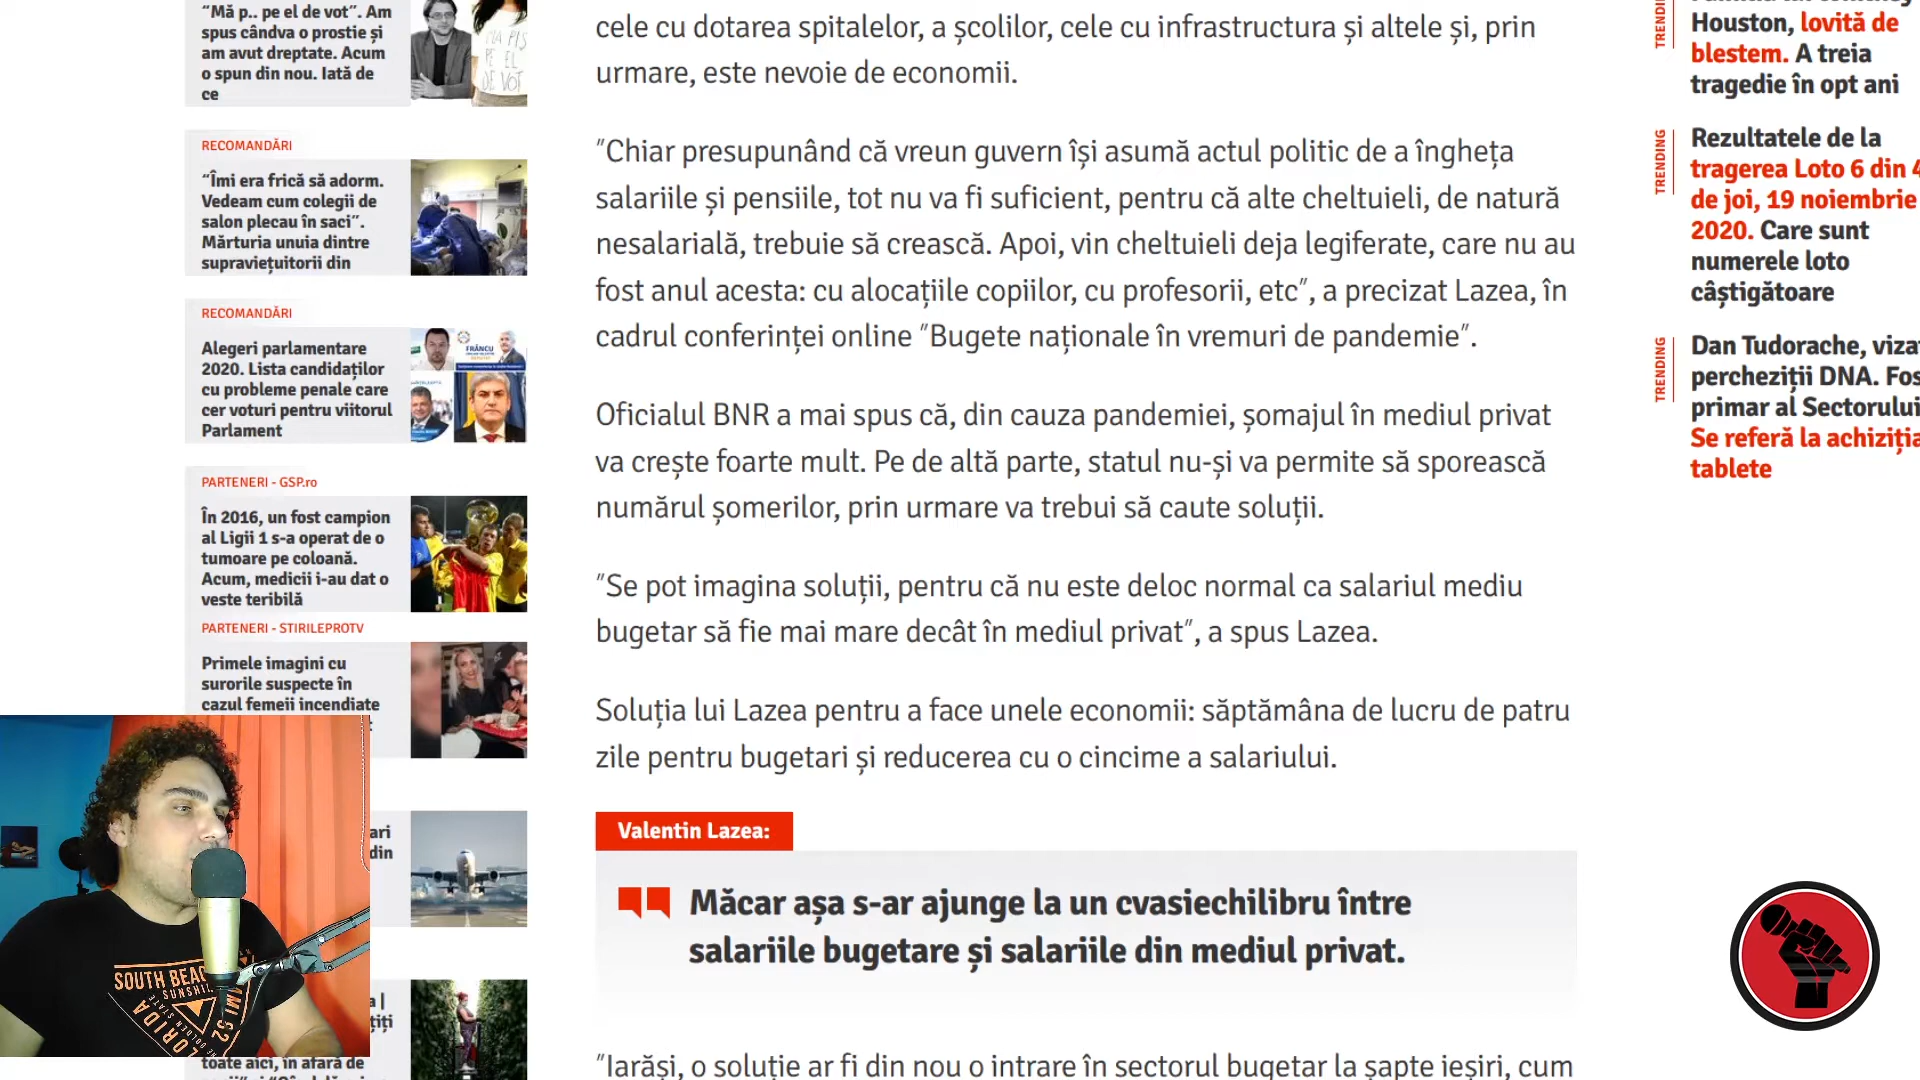 “Mă p.. pe el de vot”. Am
spus cândva o prostie și
am avut dreptate. Acum
o spun din nou. Iată de
ce
RECOMANDĂRI
“Îmi era frică să adorm.
Vedeam cum colegii de
salon plecau în saci”.
Mărturia unuia dintre
supraviețuitorii din
RECOMANDĂRI
Alegeri parlamentare
2020. Lista candidaților
cu probleme penale care
cer voturi pentru viitorul
Parlament
FRÂNCU
PARTENERI - GSP.ro
În 2016, un fost campion
al Ligii 1 s-a operat de o
tumoare pe coloană.
Acum, medicii i-au dat o
veste teribilă
PARTENERI - STIRILEPROTV
Primele imagini cu
surorile suspecte în
cazul femeii incendiate
toate aici, în afară de
cele cu dotarea spitalelor, a școlilor, cele cu infrastructura și altele și, prin
urmare, este nevoie de economii.
″Chiar presupunând că vreun guvern își asumă actul politic de a îngheța
salariile și pensiile, tot nu va fi suficient, pentru că alte cheltuieli, de natură
nesalarială, trebuie să crească. Apoi, vin cheltuieli deja legiferate, care nu au
fost anul acesta: cu alocațiile copiilor, cu profesorii, etc″, a precizat Lazea, în
cadrul conferinței online ″Bugete naționale în vremuri de pandemie″.
Oficialul BNR a mai spus că, din cauza pandemiei, șomajul în mediul privat
va crește foarte mult. Pe de altă parte, statul nu-și va permite să sporească
numărul șomerilor, prin urmare va trebui să caute soluții.
″Se pot imagina soluții, pentru că nu este deloc normal ca salariul mediu
bugetar să fie mai mare decât în mediul privat″, a spus Lazea.
Soluția lui Lazea pentru a face unele economii: săptămâna de lucru de patru
zile pentru bugetari și reducerea cu o cincime a salariului.
Valentin Lazea:
Măcar așa s-ar ajunge la un cvasiechilibru între
salariile bugetare și salariile din mediul privat.
″Iarăși, o soluție ar fi din nou o intrare în sectorul bugetar la șapte ieșiri, cum
TRENDING
Houston, lovită de
blestem. A treia
tragedie în opt ani
TRENDING
Rezultatele de la
tragerea Loto 6 din 4
de joi, 19 noiembrie
2020. Care sunt
numerele loto
câștigătoare
TRENDING
Dan Tudorache, viza
percheziții DNA. Fos
primar al Sectorului
Se referă la achiziția
tablete
SOUTH BEAC
SUNSHI